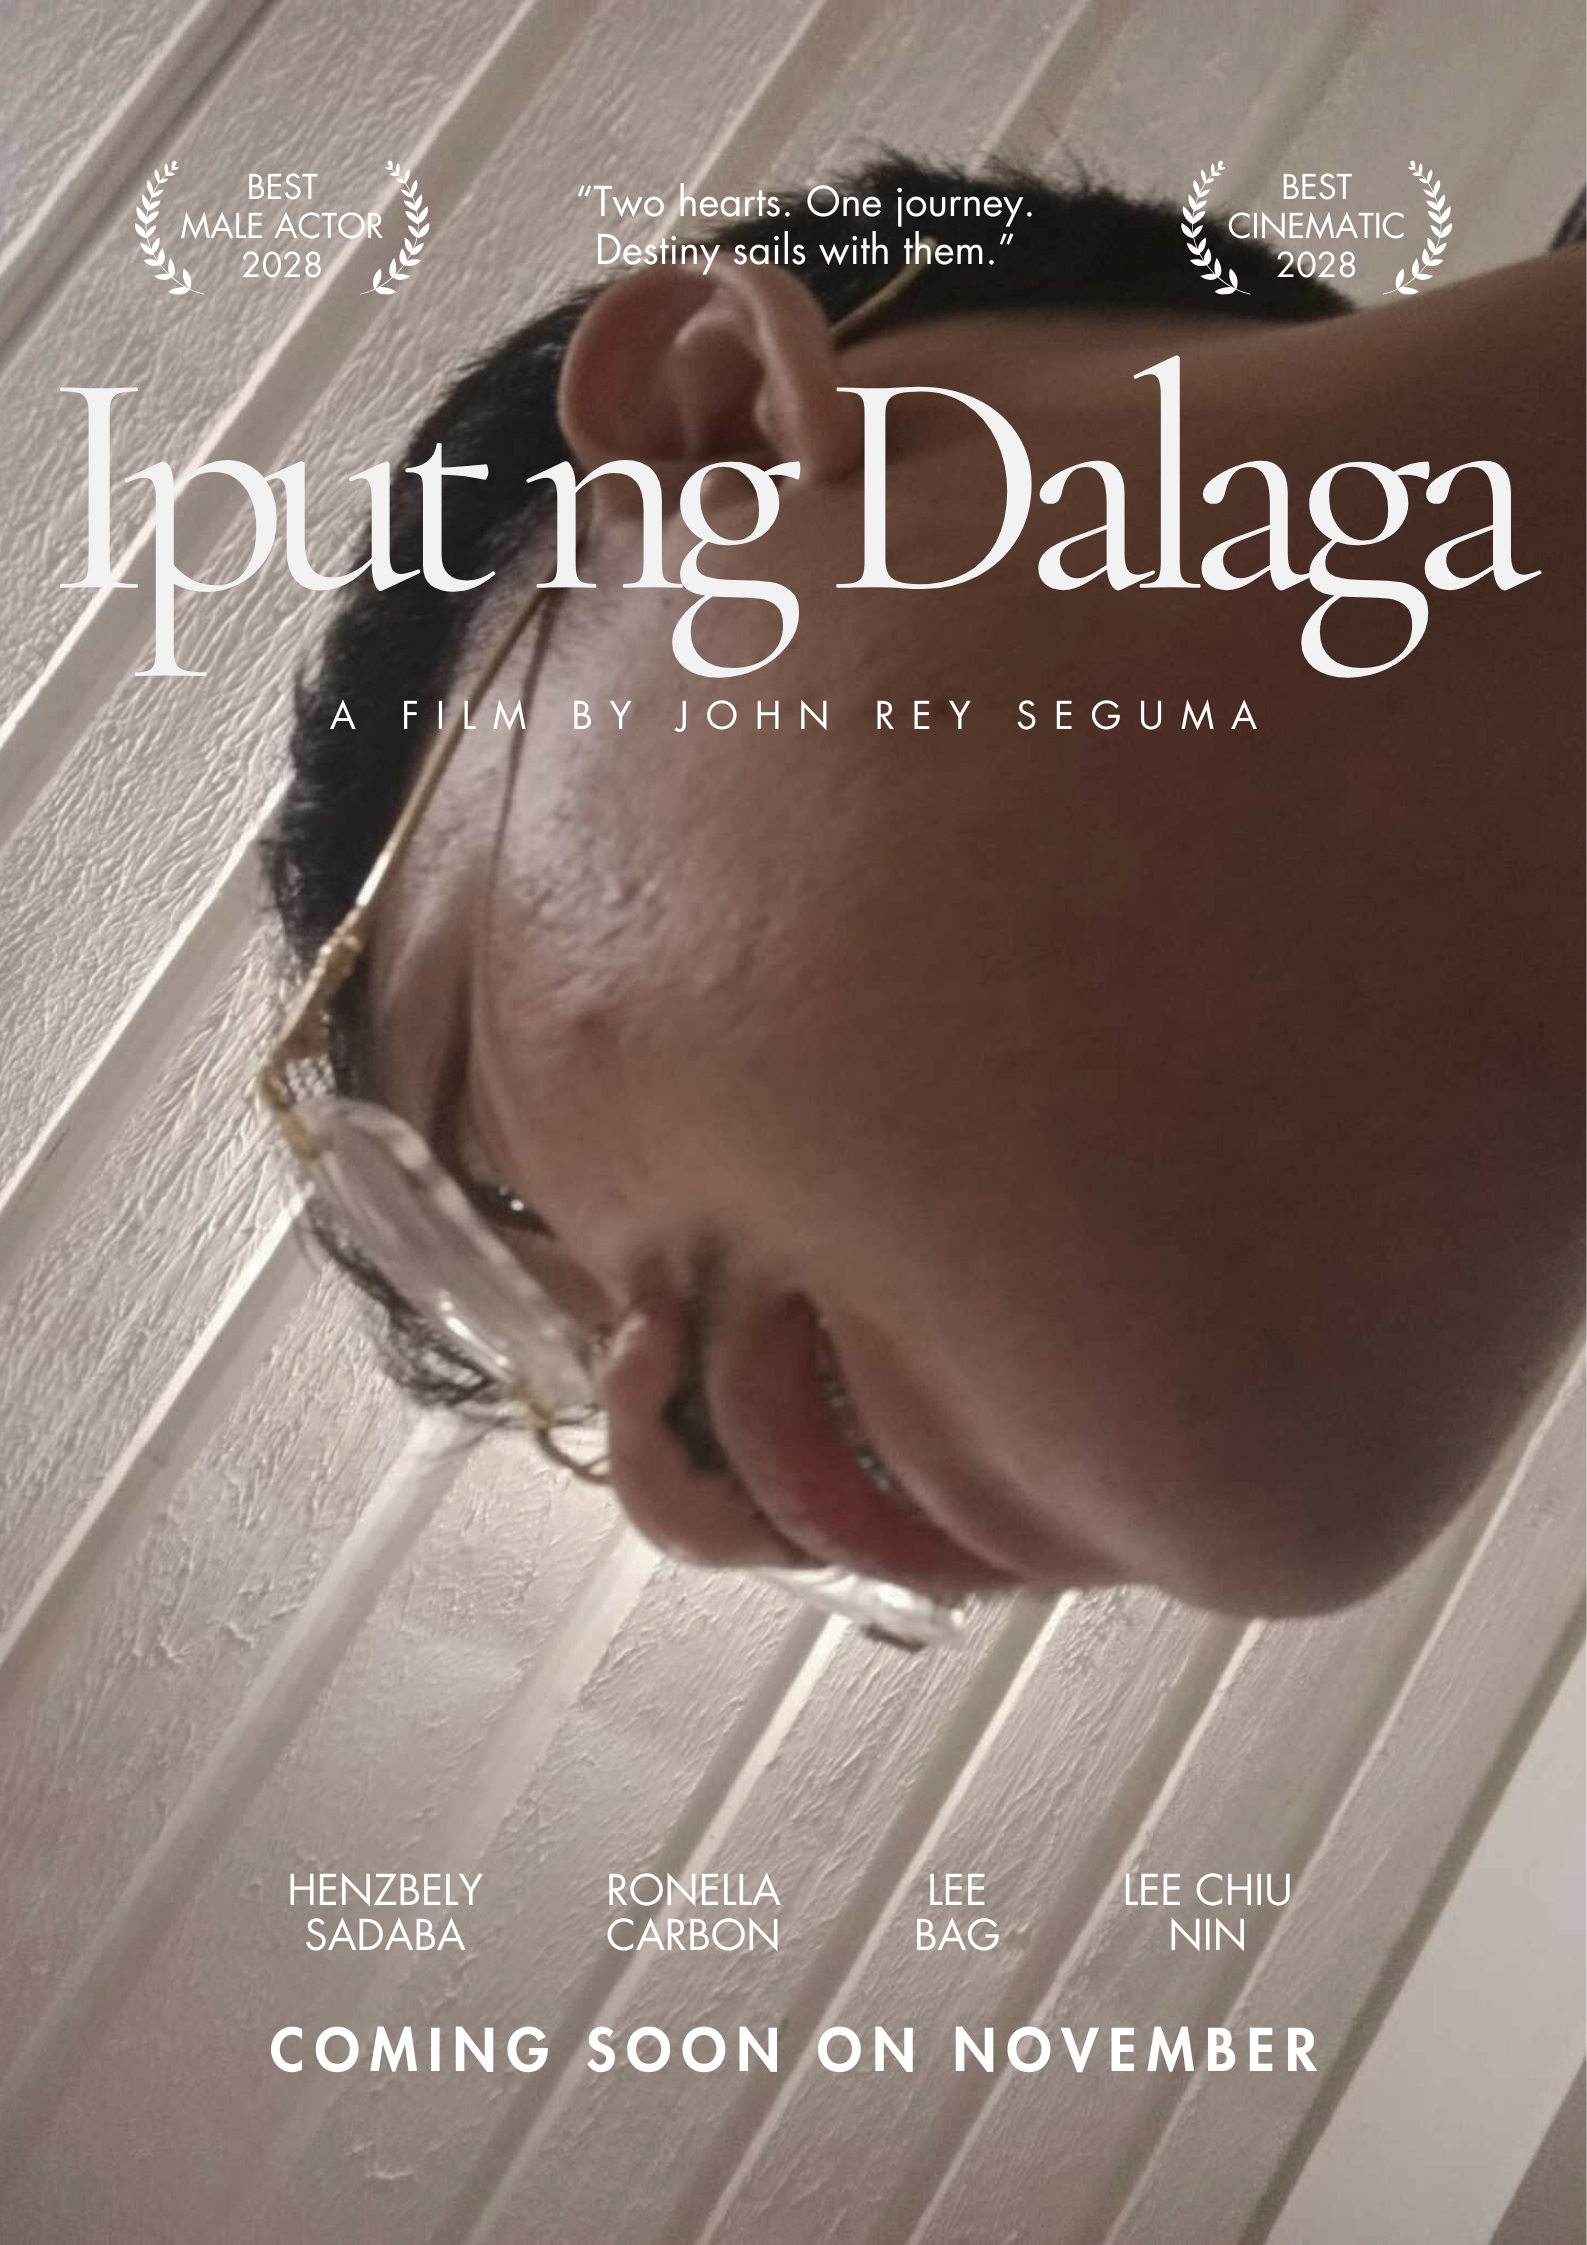 BEST
MALE ACTOR
2028
“Two hearts. One journey.
Destiny sails with them.”
BEST
CINEMATIC
2028
Iput ng Dalaga
A FILM BY JOHN REY SEGUMA
HENZBELY
SADABA
RONELLA
CARBON
LEE
BAG
LEE CHIU
NIN
COMING SOON ON NOVEMBER